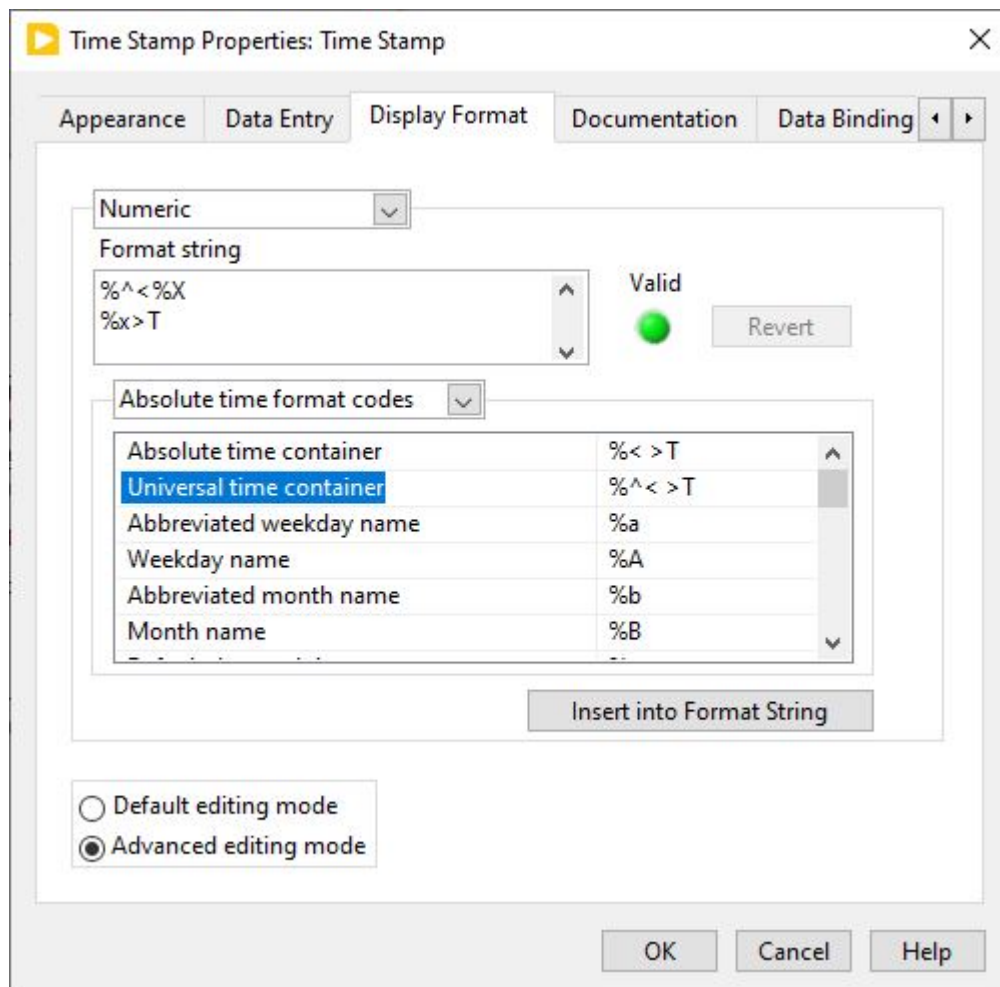 Time Stamp Properties: Time Stamp
Appearance Data Entry Display Format Documentation Data Binding
Numeric
Format string
%^<%X
%x>T
Valid
Revert
Absolute time format codes
Absolute time container %< >T
Universal time container %^< >T
Abbreviated weekday name %a
Weekday name %A
Abbreviated month name %b
Month name %B
Insert into Format String
Default editing mode
Advanced editing mode
OK Cancel Help